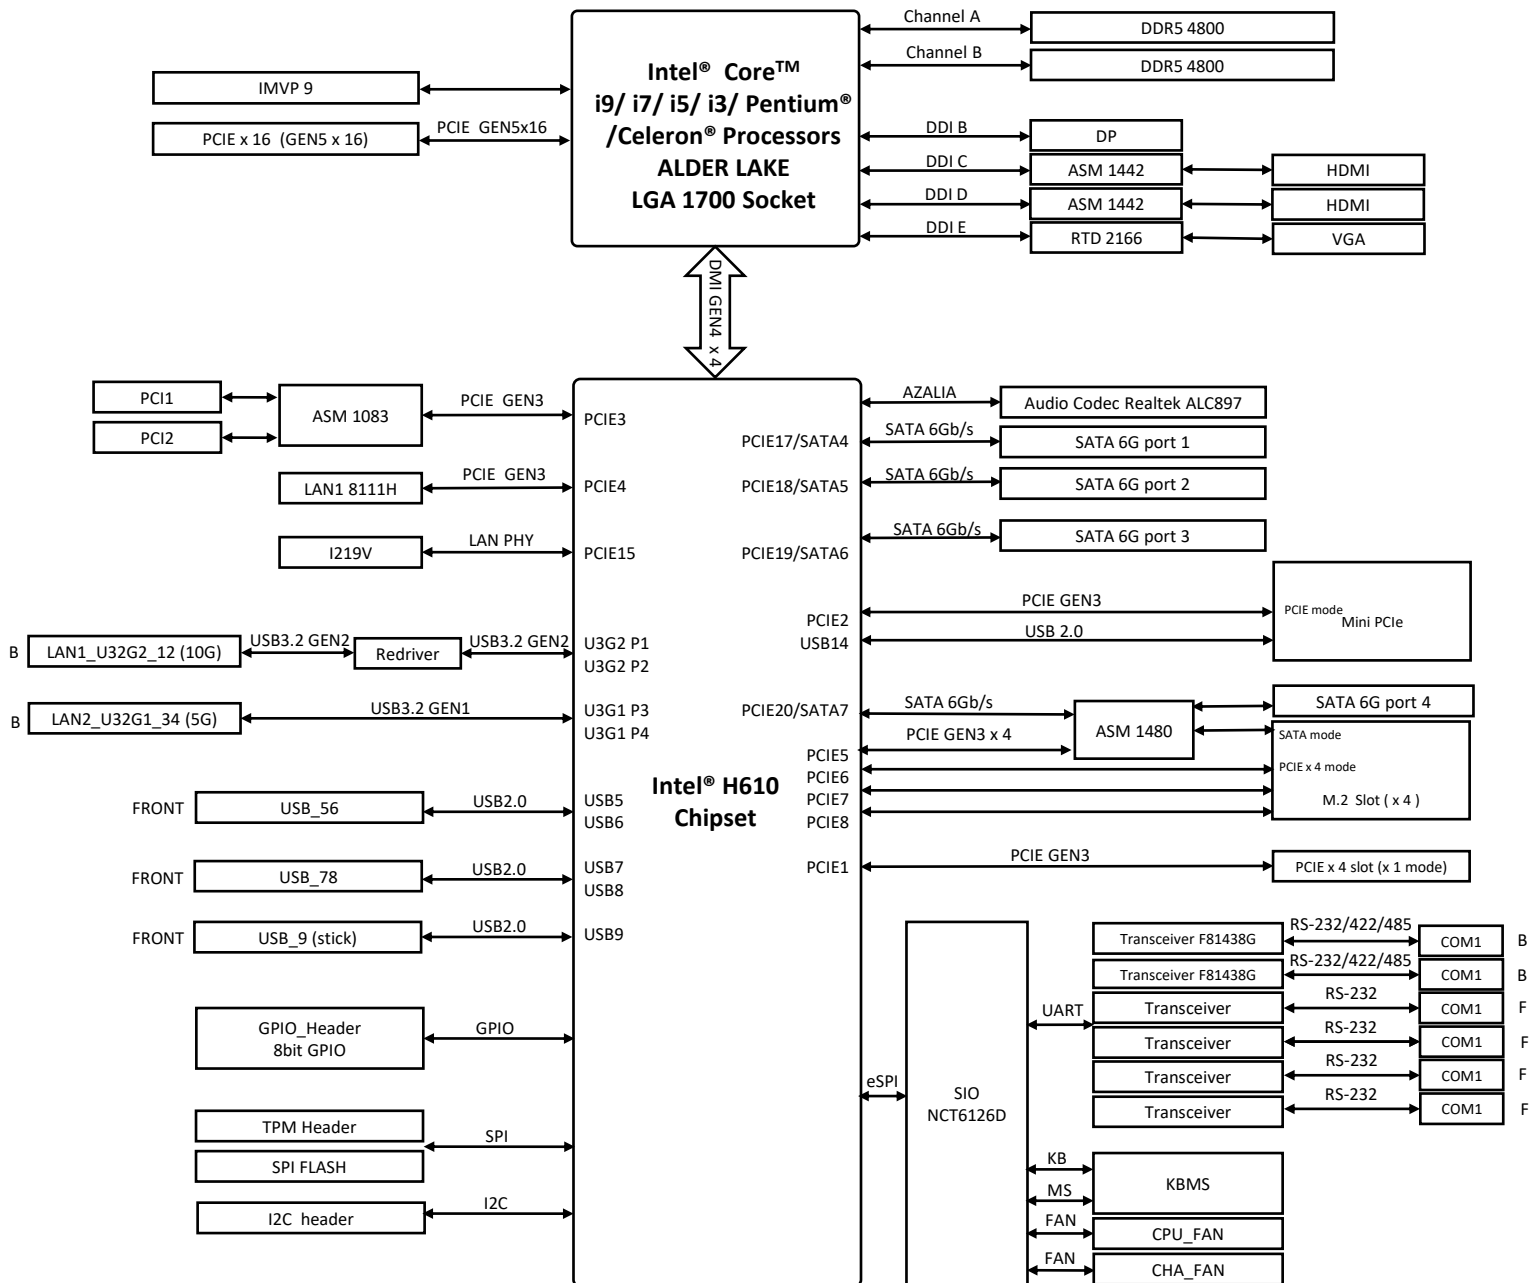 Channel A
DDR5 4800
Channel B
DDR5 4800
Intel® Core™
i9/ i7/ i5/ i3/ Pentium®
/Celeron® Processors
ALDER LAKE
LGA 1700 Socket
IMVP 9
PCIE x 16 (GEN5 x 16)
PCIE GEN5x16
DDI B
DP
DDI C
ASM 1442
HDMI
DDI D
ASM 1442
HDMI
DDI E
RTD 2166
VGA
DMI GEN4 x 4
PCI1
PCI2
ASM 1083
PCIE GEN3
PCIE3
LAN1 8111H
PCIE GEN3
PCIE4
I219V
LAN PHY
PCIE15
B
LAN1_U32G2_12 (10G)
USB3.2 GEN2
Redriver
USB3.2 GEN2
U3G2 P1
U3G2 P2
B
LAN2_U32G1_34 (5G)
USB3.2 GEN1
U3G1 P3
U3G1 P4
FRONT
USB_56
USB2.0
USB5
USB6
FRONT
USB_78
USB2.0
USB7
USB8
FRONT
USB_9 (stick)
USB2.0
USB9
GPIO_Header
8bit GPIO
GPIO
TPM Header
SPI FLASH
SPI
I2C header
I2C
Intel® H610
Chipset
AZALIA
Audio Codec Realtek ALC897
PCIE17/SATA4
SATA 6Gb/s
SATA 6G port 1
PCIE18/SATA5
SATA 6Gb/s
SATA 6G port 2
PCIE19/SATA6
SATA 6Gb/s
SATA 6G port 3
PCIE2
PCIE GEN3
PCIE mode
Mini PCIe
USB14
USB 2.0
PCIE20/SATA7
SATA 6Gb/s
ASM 1480
SATA 6G port 4
PCIE5
PCIE GEN3 x 4
SATA mode
PCIE6
PCIE x 4 mode
PCIE7
M.2 Slot ( x 4 )
PCIE8
PCIE1
PCIE GEN3
PCIE x 4 slot (x 1 mode)
eSPI
SIO
NCT6126D
UART
Transceiver F81438G
RS-232/422/485
COM1
B
Transceiver F81438G
RS-232/422/485
COM1
B
Transceiver
RS-232
COM1
F
Transceiver
RS-232
COM1
F
Transceiver
RS-232
COM1
F
Transceiver
RS-232
COM1
F
KB
MS
KBMS
FAN
CPU_FAN
FAN
CHA_FAN